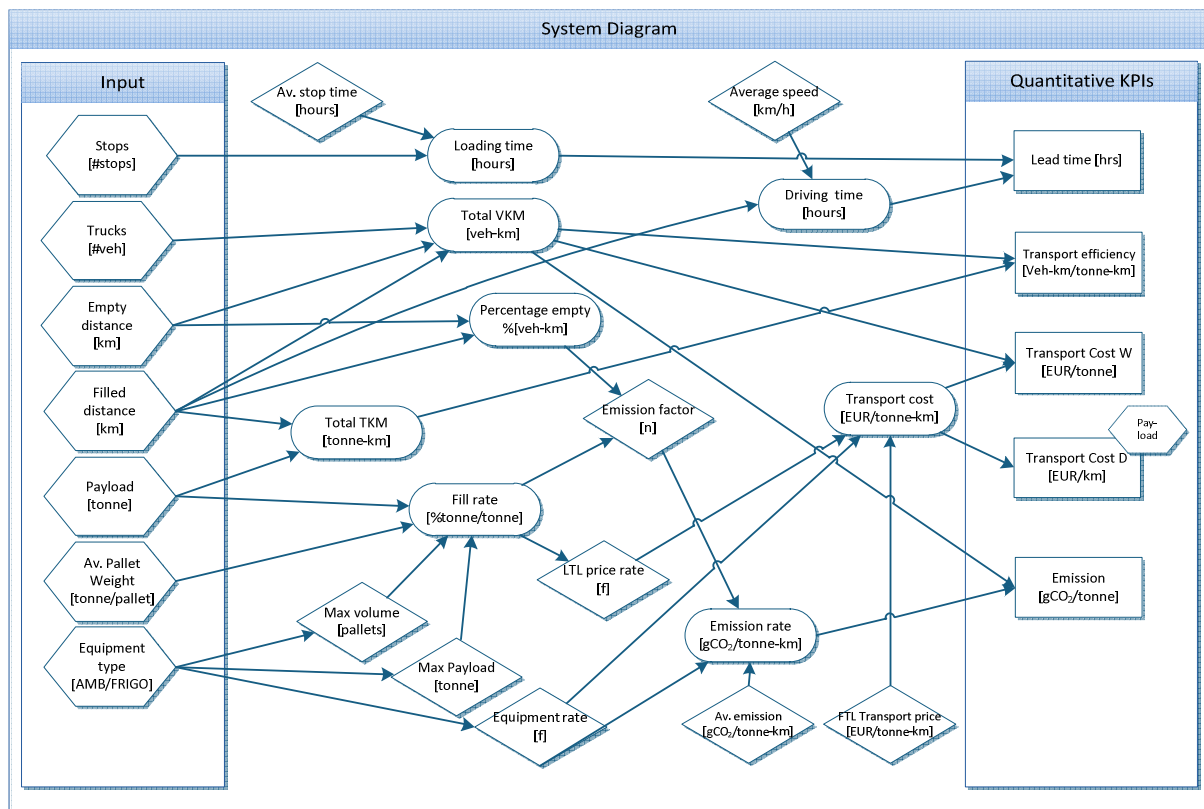 System Diagram
Input
Quantitative KPIs
Av. stop time
[hours]
Average speed
[km/h]
Stops
[#stops]
Loading time
[hours]
Lead time [hrs]
Driving time
[hours]
Trucks
[#veh]
Total VKM
[veh-km]
Transport efficiency
[Veh-km/tonne-km]
Empty
distance
[km]
Percentage empty
%[veh-km]
Transport Cost W
[EUR/tonne]
Filled
distance
[km]
Total TKM
[tonne-km]
Emission factor
[n]
Transport cost
[EUR/tonne-km]
Pay-
load
Transport Cost D
[EUR/km]
Payload
[tonne]
Fill rate
[%tonne/tonne]
Av. Pallet
Weight
[tonne/pallet]
LTL price rate
[f]
Emission
[gCO₂/tonne]
Max volume
[pallets]
Emission rate
[gCO₂/tonne-km]
Equipment
type
[AMB/FRIGO]
Max Payload
[tonne]
Equipment rate
[f]
Av. emission
[gCO₂/tonne-km]
FTL Transport price
[EUR/tonne-km]